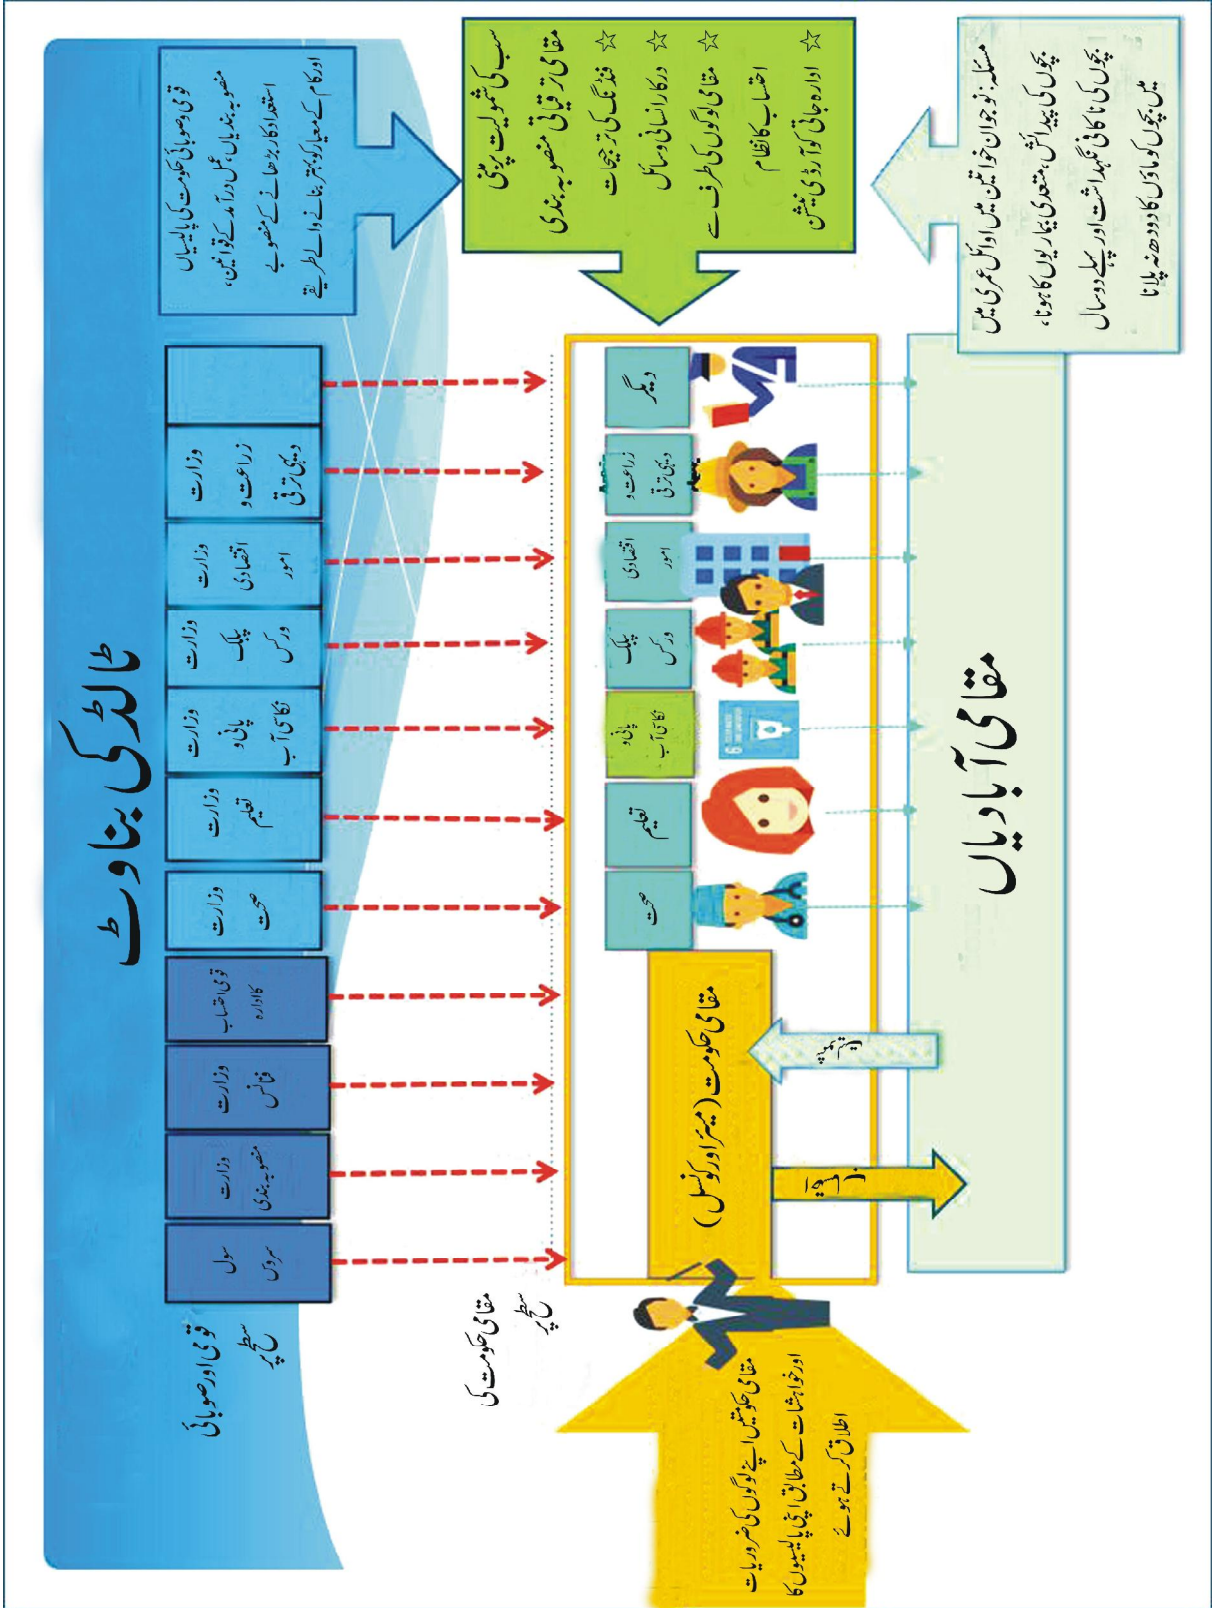 ٹالڈ کی بناوٹ
قومی اور صوبائی
سطح پر
سول
سروس
وزارت
منصوبہ بندی
وزارت
فنانس
قومی احتساب
کا ادارہ
وزارت
صحت
وزارت
تعلیم
وزارت
پانی و
نکاسی آب
وزارت
پبلک
ورکس
وزارت
اقتصادی
امور
وزارت
زراعت و
دیہی ترقی
قومی و صوبائی حکومت کی پالیسیاں
منصوبہ بندیاں، عمل درآمد کے قوانین،
استعداد کار بڑھانے کے منصوبے
اور کام کے معیار کو بہتر بنانے والے طریقے
سب کی شمولیت پر مبنی
مقامی ترقیاتی منصوبہ بندی
☆ فنڈنگ کی ترجیحات
☆ درکار انسانی وسائل
☆ مقامی لوگوں کی طرف سے
احتساب کا نظام
☆ ادارہ جاتی کوآرڈی نیشن
مسئلہ: نوجوان خواتین میں اوائل عمری میں
بچوں کی پیدائش، متعدی بیماریوں کا ہونا،
بچوں کی ناکافی نگہداشت اور پہلے دو سال
میں بچوں کو ماؤں کا دودھ نہ پلانا
مقامی حکومت کی
سطح پر
مقامی حکومتیں اپنے لوگوں کی ضروریات
اور خواہشات کے مطابق اپنی پالیسیوں کا
اطلاق کرتے ہوئے
مقامی حکومت (میئر اور کونسل)
صحت
تعلیم
پانی و
نکاسی آب
پبلک
ورکس
اقتصادی
امور
زراعت و
دیہی ترقی
دیگر
6
مقامی آبادیاں